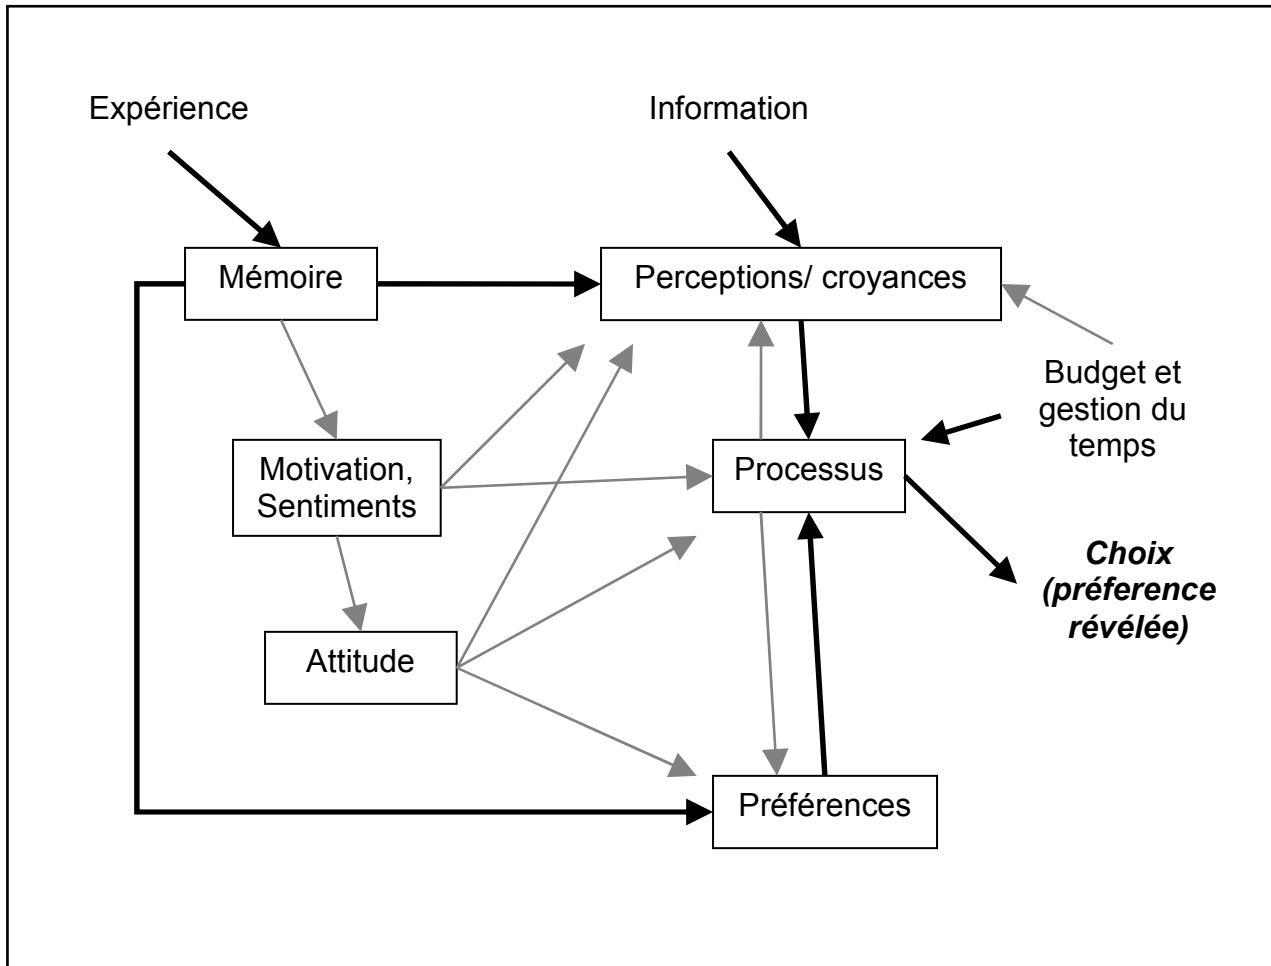 Expérience
Information
Mémoire
Perceptions/ croyances
Budget et
gestion du
temps
Motivation,
Sentiments
Processus
Choix
(préference
révélée)
Attitude
Préférences